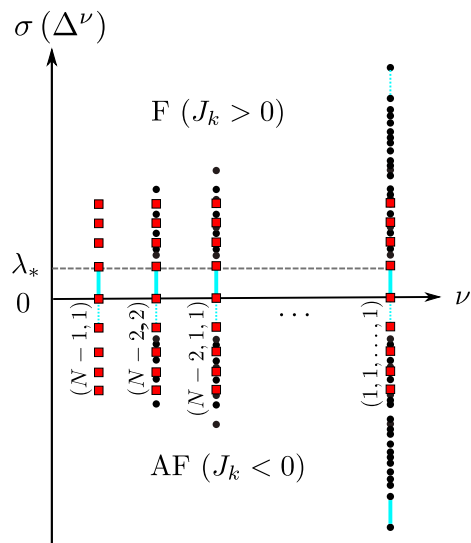 σ (Δ^ν)
F (J_k > 0)
λ_*
0
ν
(N − 1, 1)
(N − 2, 2)
(N − 2, 1, 1)
. . .
(1, 1, . . . , 1)
AF (J_k < 0)